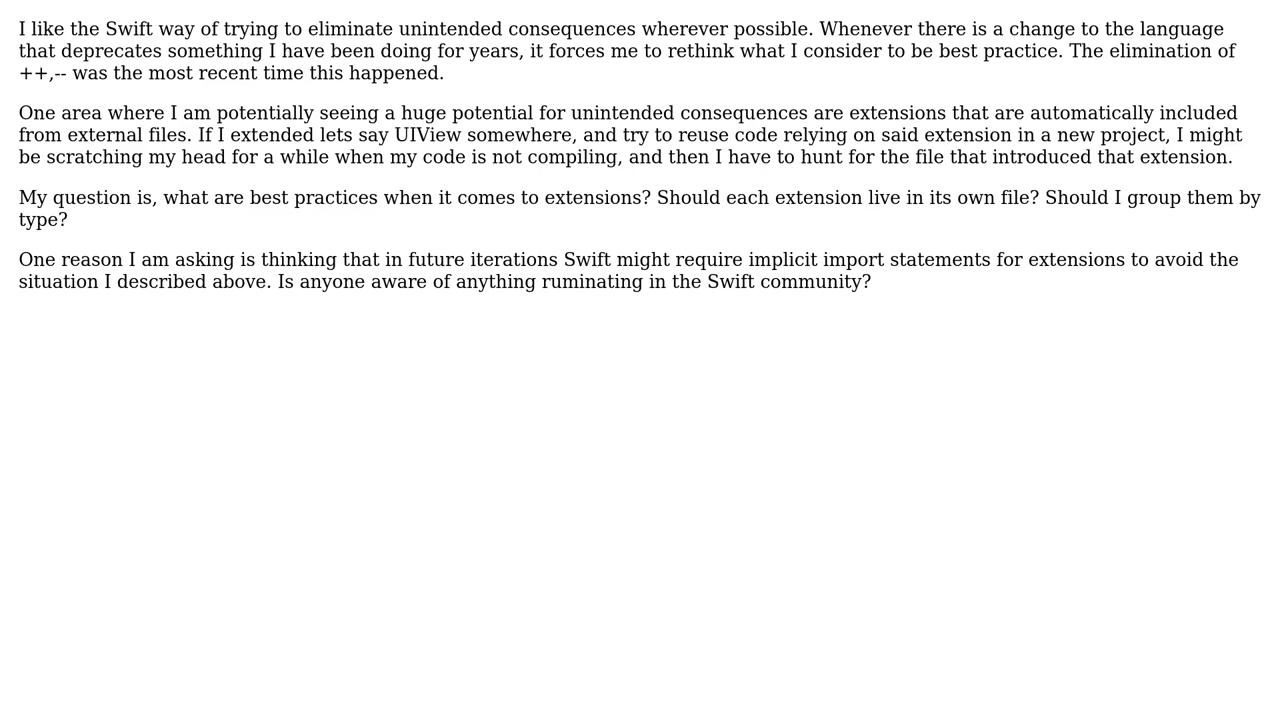 I like the Swift way of trying to eliminate unintended consequences wherever possible. Whenever there is a change to the language
that deprecates something I have been doing for years, it forces me to rethink what I consider to be best practice. The elimination of
++,-- was the most recent time this happened.
One area where I am potentially seeing a huge potential for unintended consequences are extensions that are automatically included
from external files. If I extended lets say UIView somewhere, and try to reuse code relying on said extension in a new project, I might
be scratching my head for a while when my code is not compiling, and then I have to hunt for the file that introduced that extension.
My question is, what are best practices when it comes to extensions? Should each extension live in its own file? Should I group them by
type?
One reason I am asking is thinking that in future iterations Swift might require implicit import statements for extensions to avoid the
situation I described above. Is anyone aware of anything ruminating in the Swift community?